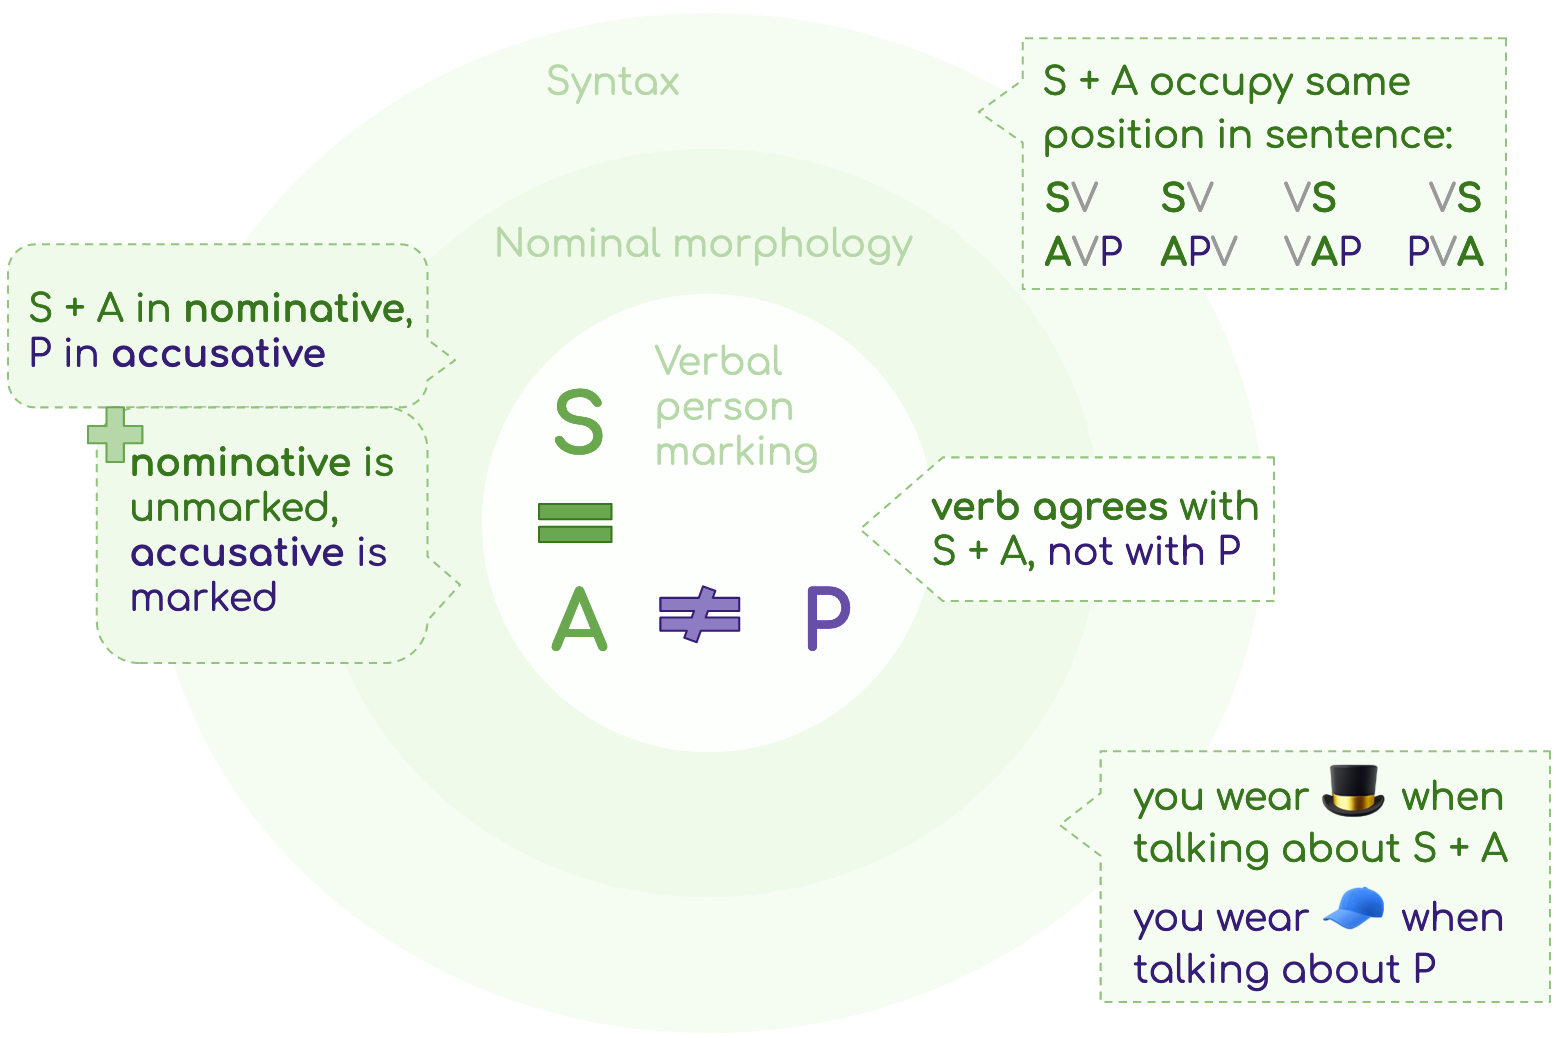 Syntax
S + A occupy same
position in sentence:
SV SV VS VS
AVP APV VAP PVA
Nominal morphology
S + A in nominative,
P in accusative
nominative is
unmarked,
accusative is
marked
Verbal
person
marking
S
=
A ≠ P
verb agrees with
S + A, not with P
you wear 🎩 when
talking about S + A
you wear 🧢 when
talking about P